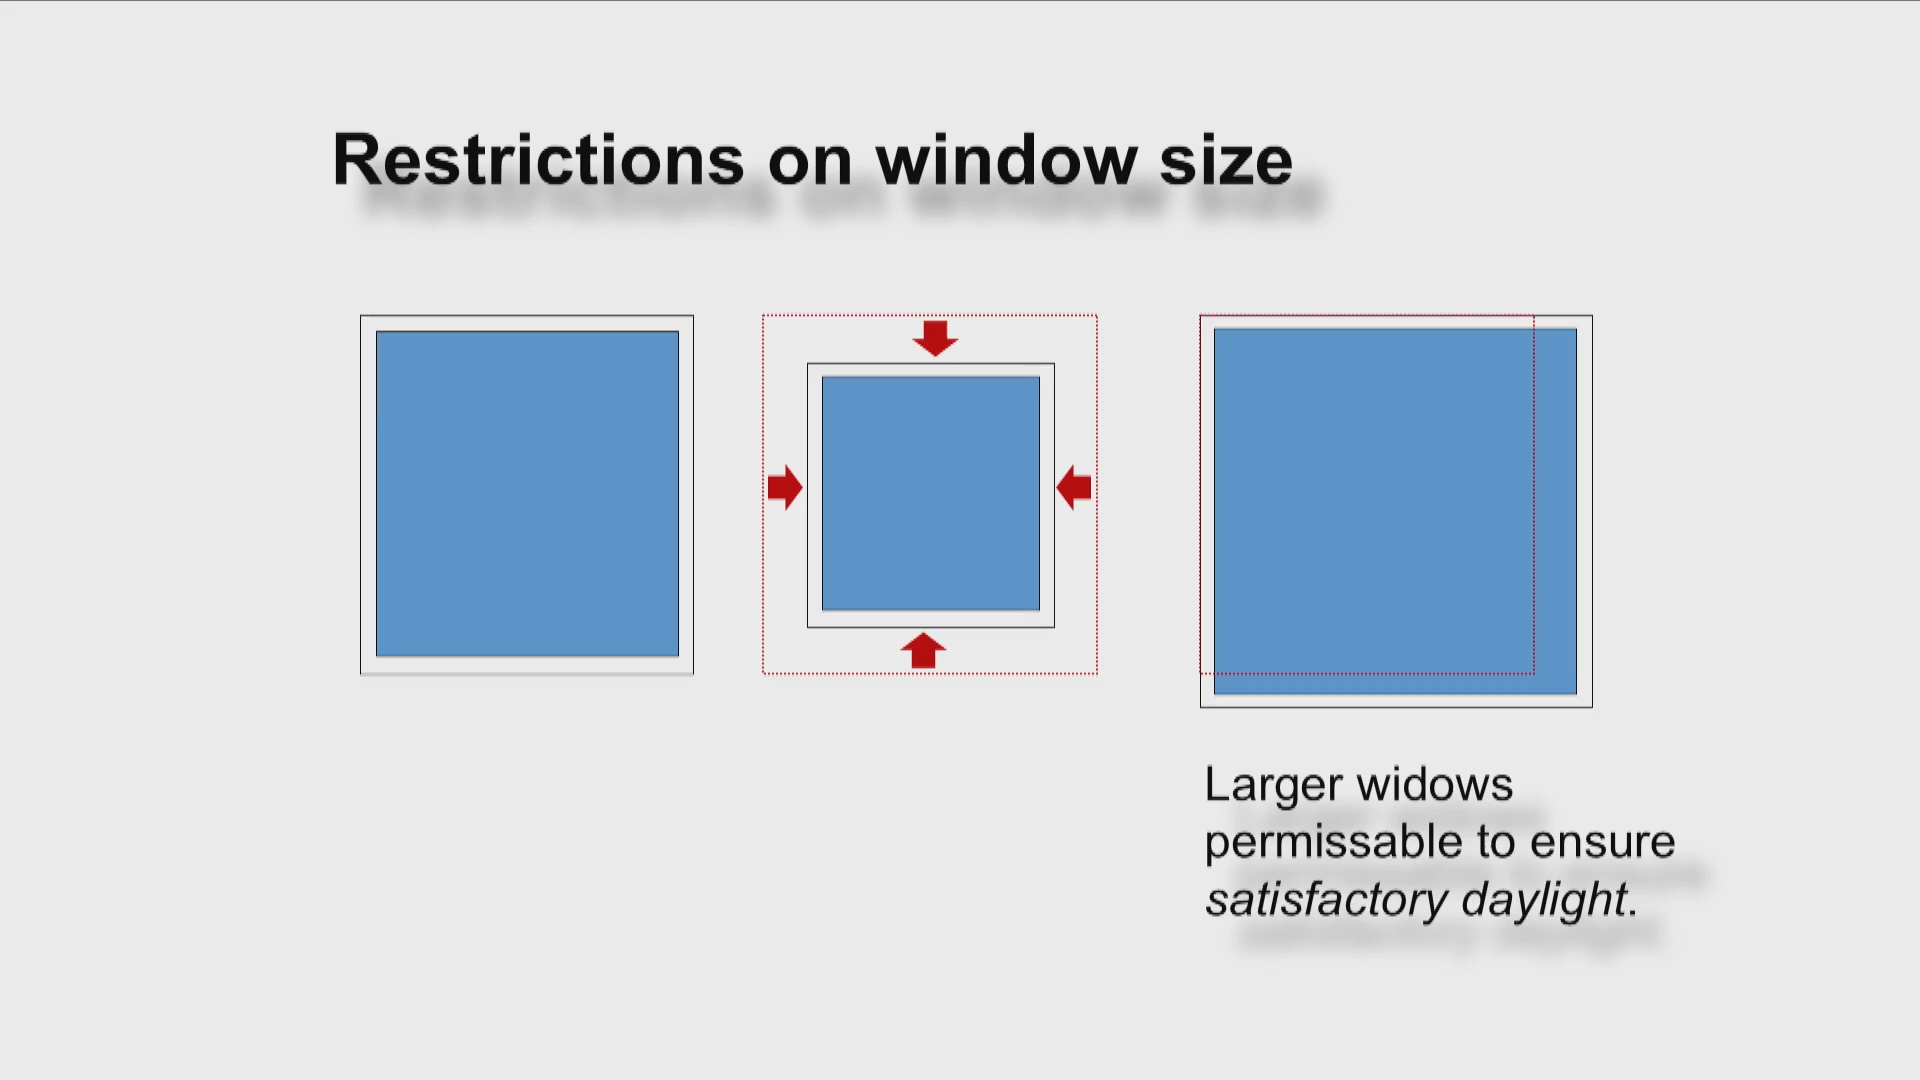 Restrictions on window size
Larger widows
permissable to ensure
satisfactory daylight.